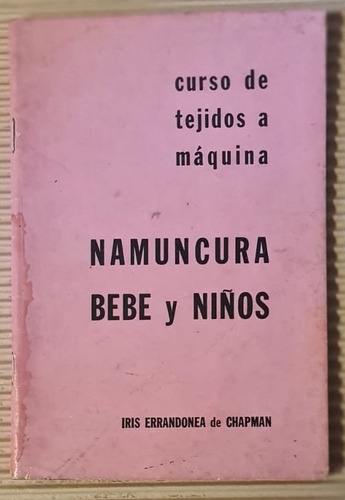 curso de
tejidos a
máquina
NAMUNCURA
BEBE y NIÑOS
IRIS ERRANDONEA de CHAPMAN